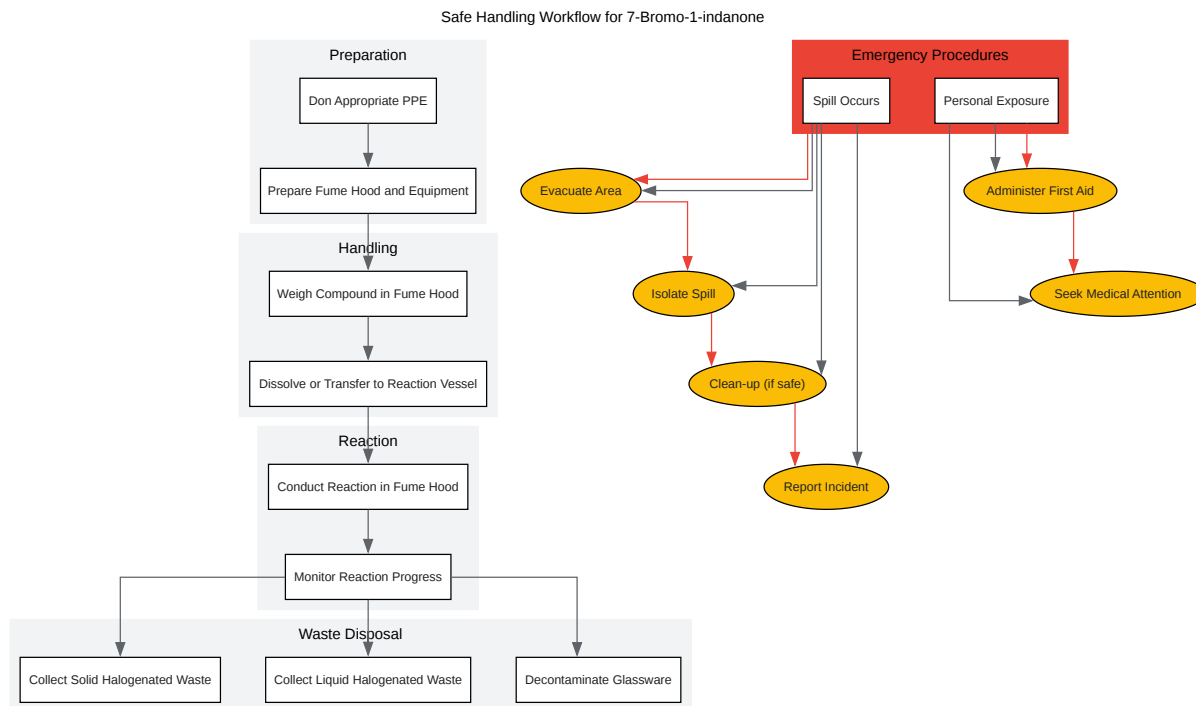 Safe Handling Workflow for 7-Bromo-1-indanone
Preparation
Don Appropriate PPE
Prepare Fume Hood and Equipment
Handling
Weigh Compound in Fume Hood
Dissolve or Transfer to Reaction Vessel
Reaction
Conduct Reaction in Fume Hood
Monitor Reaction Progress
Waste Disposal
Collect Solid Halogenated Waste
Collect Liquid Halogenated Waste
Decontaminate Glassware
Emergency Procedures
Spill Occurs
Personal Exposure
Evacuate Area
Administer First Aid
Isolate Spill
Seek Medical Attention
Clean-up (if safe)
Report Incident